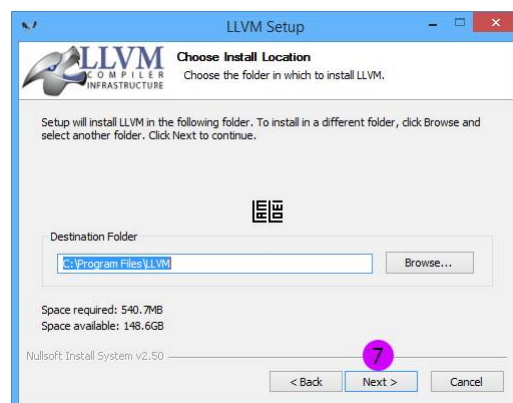 LLVM Setup
LLVM
COMPILER
INFRASTRUCTURE
Choose Install Location
Choose the folder in which to install LLVM.
Setup will install LLVM in the following folder. To install in a different folder, click Browse and
select another folder. Click Next to continue.
Destination Folder
C:\Program Files\LLVM
Browse...
Space required: 540.7MB
Space available: 148.6GB
Nullsoft Install System v2.50
7
< Back
Next >
Cancel